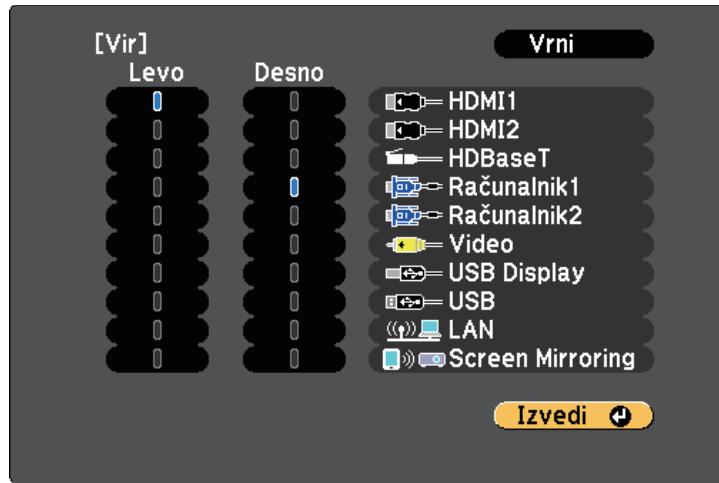 [Vir]
Vrni
Levo Desno
HDMI1
HDMI2
HDBaseT
Računalnik1
Računalnik2
Video
USB Display
USB
LAN
Screen Mirroring
Izvedi